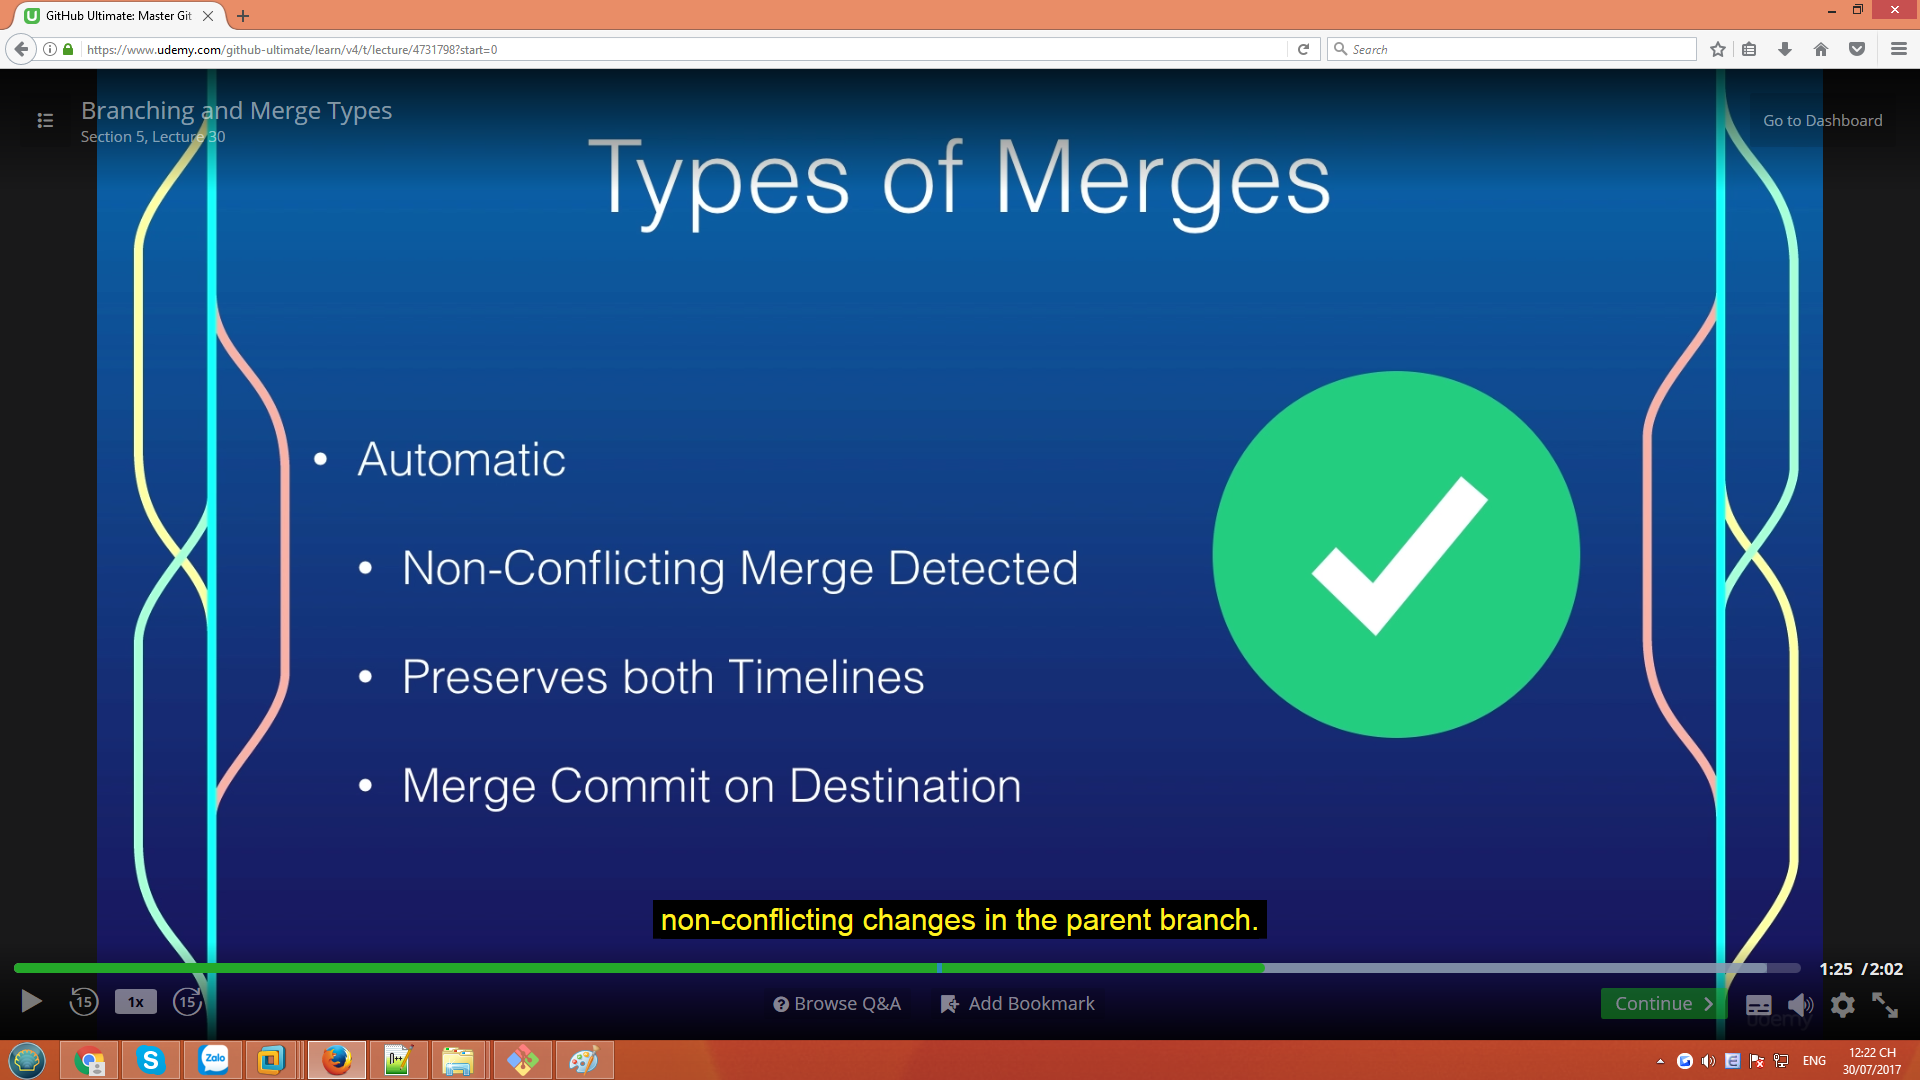 GitHub Ultimate: Master Git
https://www.udemy.com/github-ultimate/learn/v4/t/lecture/4731798?start=0
Search
Branching and Merge Types
Section 5, Lecture 30
Go to Dashboard
Types of Merges
• Automatic
• Non-Conflicting Merge Detected
• Preserves both Timelines
• Merge Commit on Destination
non-conflicting changes in the parent branch.
1:25 / 2:02
15
1x
15
Browse Q&A
Add Bookmark
Continue
udemy
Zalo
ENG
12:22 CH
30/07/2017